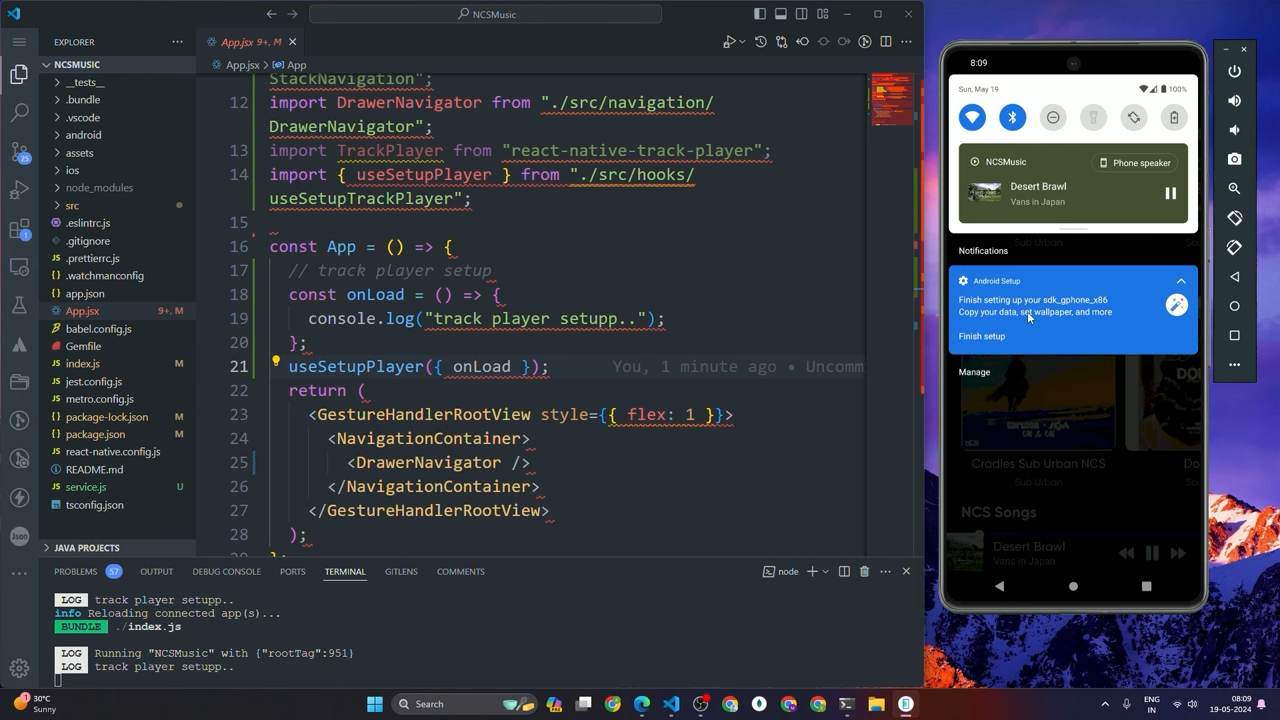 NCSMusic
EXPLORER
NCSMUSIC
__tests__
.bundle
.vscode
android
assets
ios
node_modules
src
.eslintrc.js
.gitignore
.prettierrc.js
.watchmanconfig
app.json
App.jsx 9+, M
babel.config.js
Gemfile
index.js M
jest.config.js
metro.config.js
package-lock.json M
package.json M
react-native.config.js
README.md
service.js U
tsconfig.json
JAVA PROJECTS
25
1
Json
App.jsx 9+, M
App.jsx > App
StackNavigation";
12 import DrawerNavigator from "./src/navigation/
DrawerNavigator";
13 import TrackPlayer from "react-native-track-player";
14 import { useSetupPlayer } from "./src/hooks/
useSetupTrackPlayer";
15
16 const App = () => {
17 // track player setup
18 const onLoad = () => {
19 console.log("track player setupp..");
20 };
21 useSetupPlayer({ onLoad }); You, 1 minute ago • Uncomm
22 return (
23 <GestureHandlerRootView style={{ flex: 1 }}>
24 <NavigationContainer>
25 <DrawerNavigator />
26 </NavigationContainer>
27 </GestureHandlerRootView>
28 );
PROBLEMS 57 OUTPUT DEBUG CONSOLE PORTS TERMINAL GITLENS COMMENTS
node
LOG track player setupp..
info Reloading connected app(s)...
BUNDLE ./index.js
LOG Running "NCSMusic" with {"rootTag":951}
LOG track player setupp..
8:09
Sun, May 19
100%
NCSMusic
Phone speaker
Desert Brawl
Vans in Japan
Sub Urban
Notifications
Android Setup
Finish setting up your sdk_gphone_x86
Copy your data, set wallpaper, and more
Finish setup
Manage
Cradles Sub Urban NCS
Do
Sub Urban
NCS Songs
Desert Brawl
Vans in Japan
30°C
Sunny
Search
ENG
IN
08:09
19-05-2024